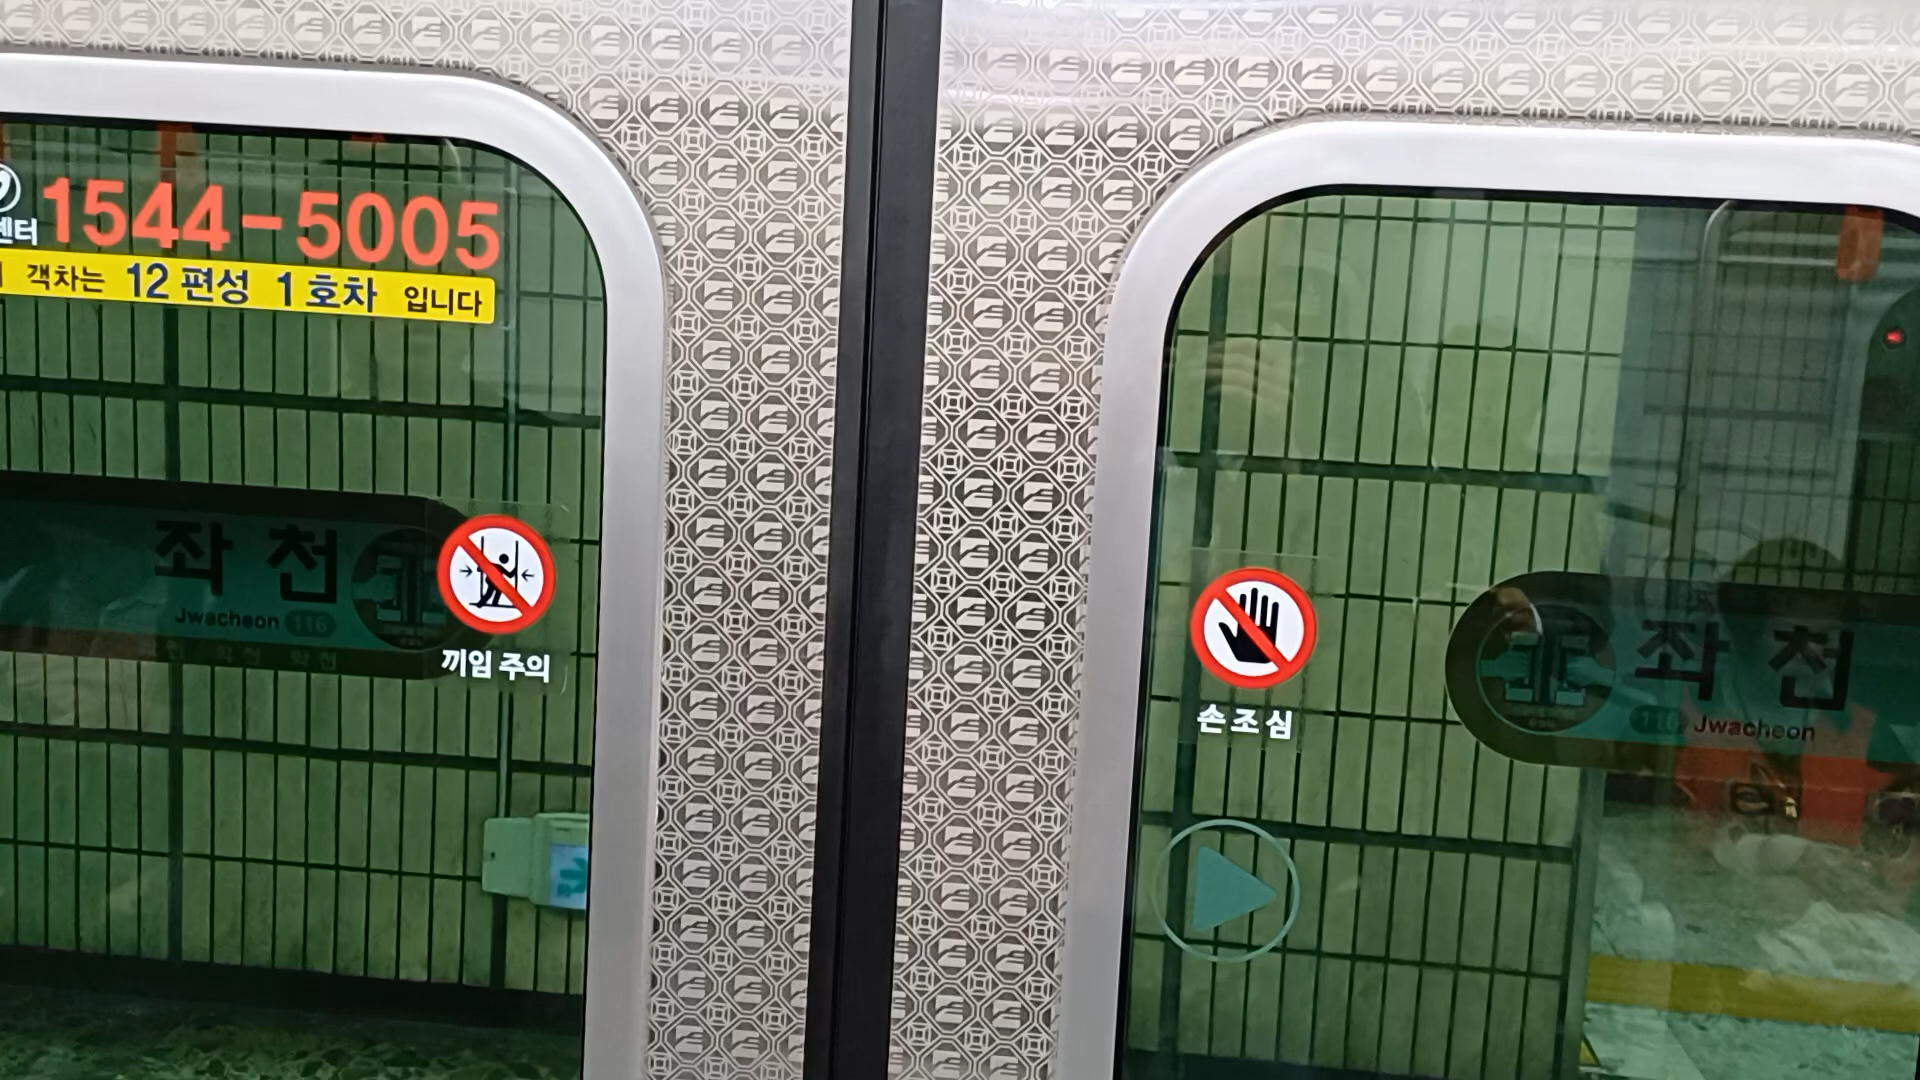 센터 1544-5005
객차는 12 편성 1 호차 입니다
좌천
Jwacheon 116
끼임 주의
손조심
좌천
116 Jwacheon